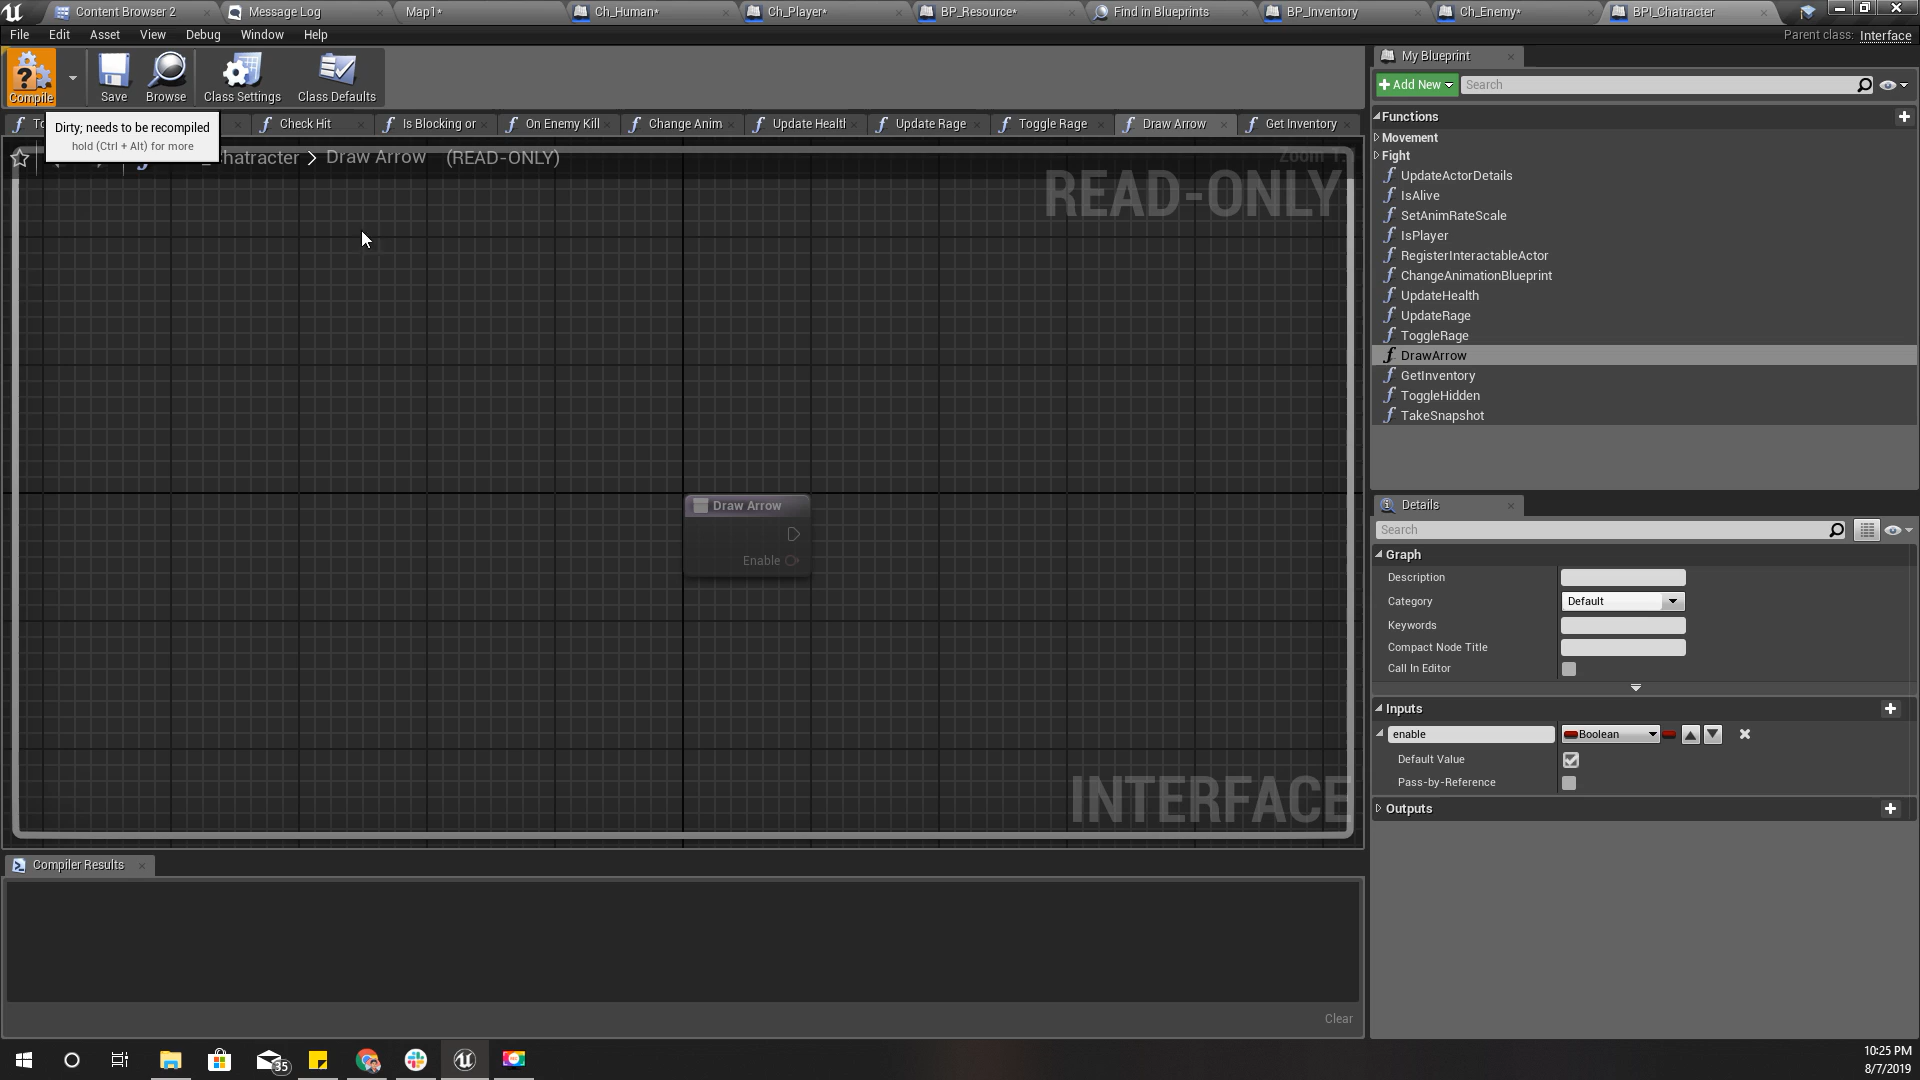 Content Browser 2
Message Log
Map1*
Ch_Human*
Ch_Player*
BP_Resource*
Find in Blueprints
BP_Inventory
Ch_Enemy*
BPI_Chatracter
File Edit Asset View Debug Window Help
Parent class: Interface
Compile
Save
Browse
Class Settings
Class Defaults
My Blueprint
Add New
Search
To
Check Hit
Is Blocking or
On Enemy Kill
Change Anim
Update Health
Update Rage
Toggle Rage
Draw Arrow
Get Inventory
Dirty; needs to be recompiled
hold (Ctrl + Alt) for more
hatracter > Draw Arrow (READ-ONLY)
READ-ONLY
Draw Arrow
Enable
INTERFACE
Functions
Movement
Fight
UpdateActorDetails
IsAlive
SetAnimRateScale
IsPlayer
RegisterInteractableActor
ChangeAnimationBlueprint
UpdateHealth
UpdateRage
ToggleRage
DrawArrow
GetInventory
ToggleHidden
TakeSnapshot
Details
Search
Graph
Description
Category Default
Keywords
Compact Node Title
Call In Editor
Inputs
enable Boolean
Default Value
Pass-by-Reference
Outputs
Compiler Results
Clear
35
10:25 PM
8/7/2019